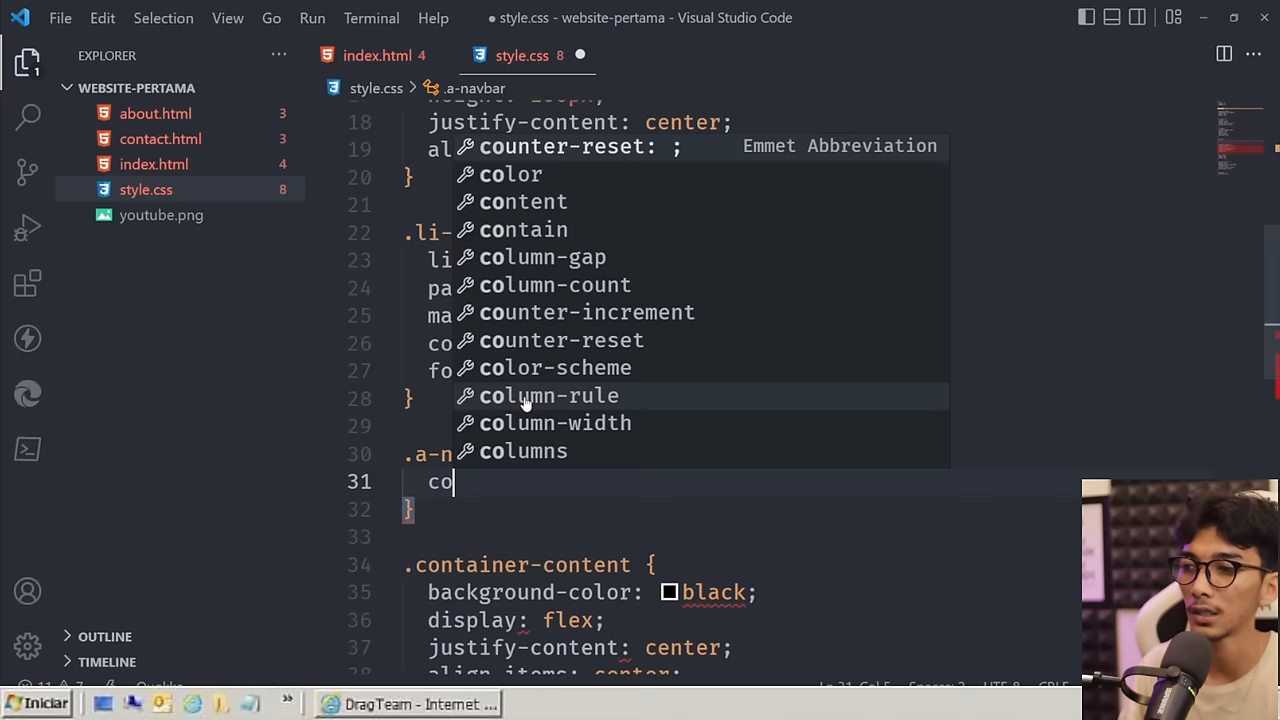 File Edit Selection View Go Run Terminal Help
style.css - website-pertama - Visual Studio Code
EXPLORER
WEBSITE-PERTAMA
about.html 3
contact.html 3
index.html 4
style.css 8
youtube.png
OUTLINE
TIMELINE
index.html 4
style.css 8
style.css > .a-navbar
18 justify-content: center;
19 al
20 }
21
22 .li-
23 li
24 pa
25 ma
26 co
27 fo
28 }
29
30 .a-n
31 co
32 }
33
34 .container-content {
35 background-color: black;
36 display: flex;
37 justify-content: center;
38 align-items: center;
counter-reset: ; Emmet Abbreviation
color
content
contain
column-gap
column-count
counter-increment
counter-reset
color-scheme
column-rule
column-width
columns
1
Iniciar
»
DragTeam - Internet ...